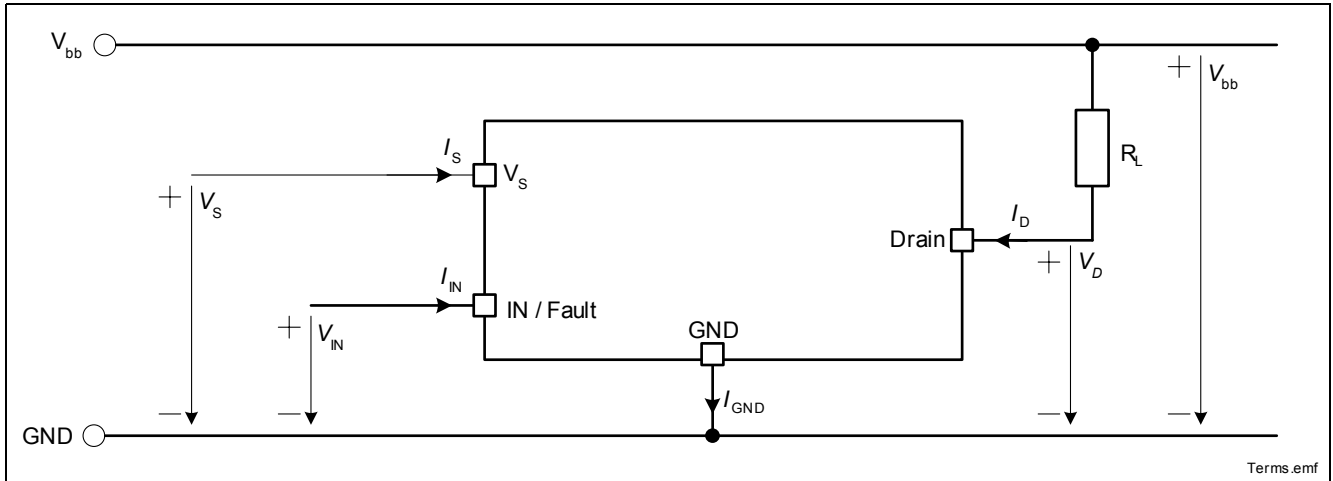 Vbb
+
Vbb
IS
VS
+
VS
RL
ID
Drain
+
VD
IIN
IN / Fault
+
VIN
GND
IGND
GND
Terms.emf